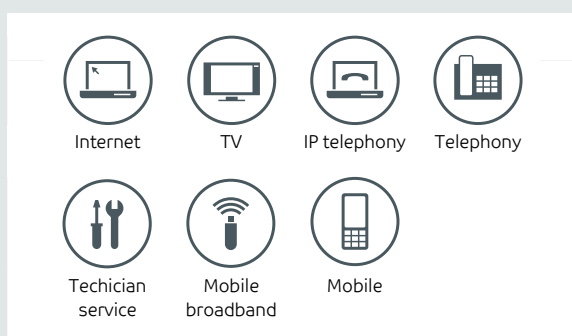 Internet
TV
IP telephony
Telephony
Techician
service
Mobile
broadband
Mobile